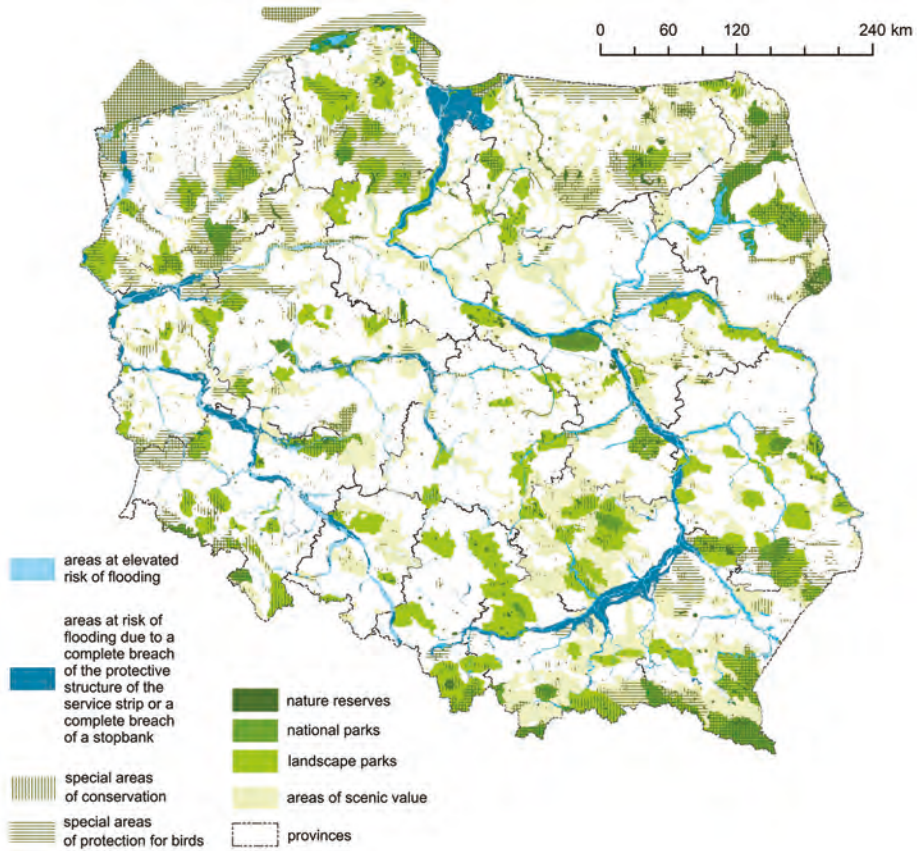 0 60 120 240 km
areas at elevated
risk of flooding
areas at risk of
flooding due to a
complete breach
of the protective
structure of the
service strip or a
complete breach
of a stopbank
special areas
of conservation
special areas
of protection for birds
nature reserves
national parks
landscape parks
areas of scenic value
provinces